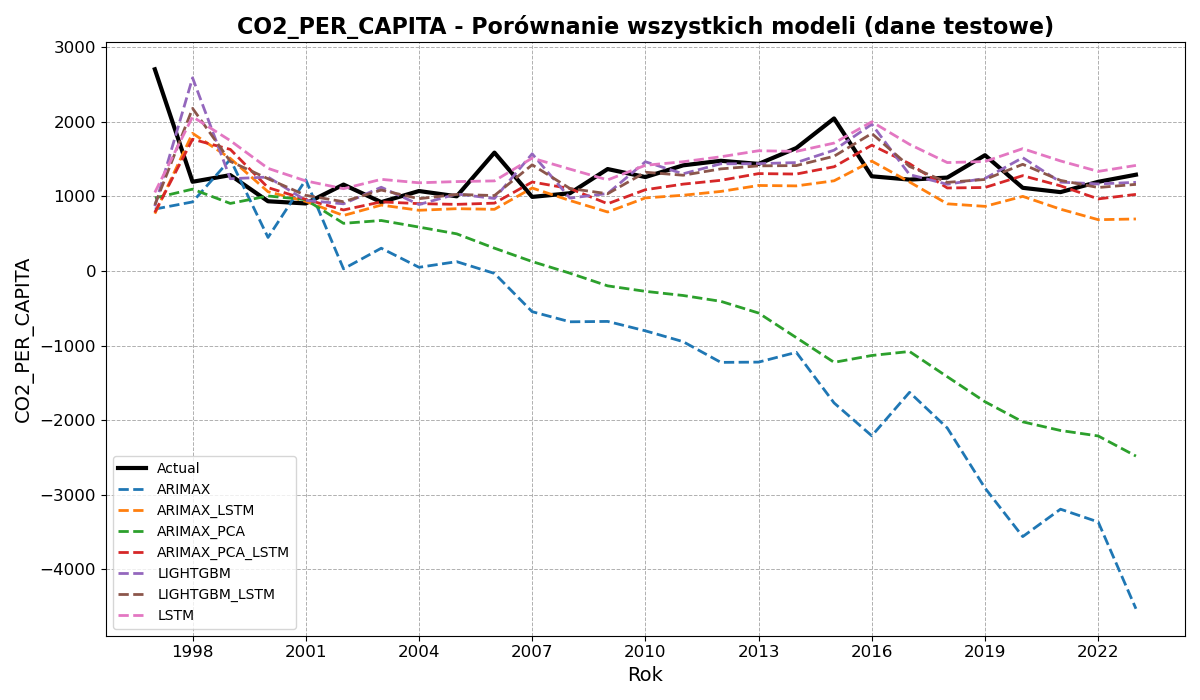 CO2_PER_CAPITA - Porównanie wszystkich modeli (dane testowe)
CO2_PER_CAPITA
3000
2000
1000
0
−1000
−2000
−3000
−4000
Actual
ARIMAX
ARIMAX_LSTM
ARIMAX_PCA
ARIMAX_PCA_LSTM
LIGHTGBM
LIGHTGBM_LSTM
LSTM
1998 2001 2004 2007 2010 2013 2016 2019 2022
Rok